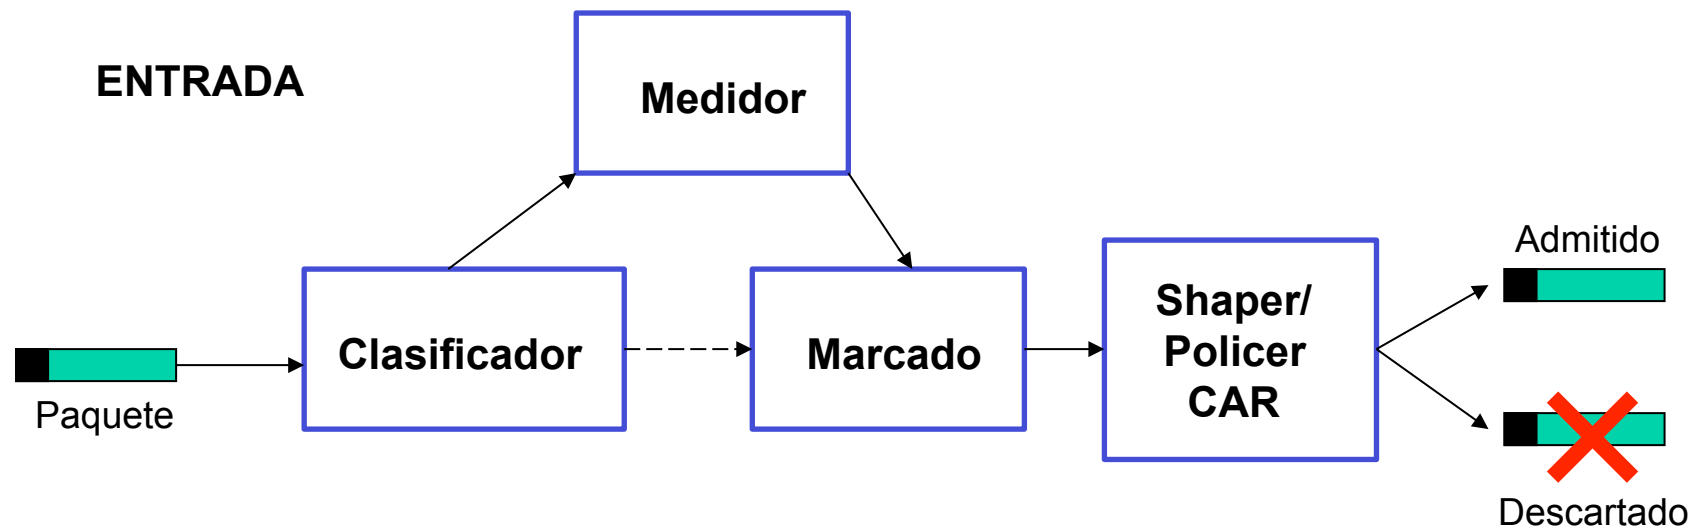 ENTRADA
Medidor
Paquete
Clasificador
Marcado
Shaper/
Policer
CAR
Admitido
Descartado